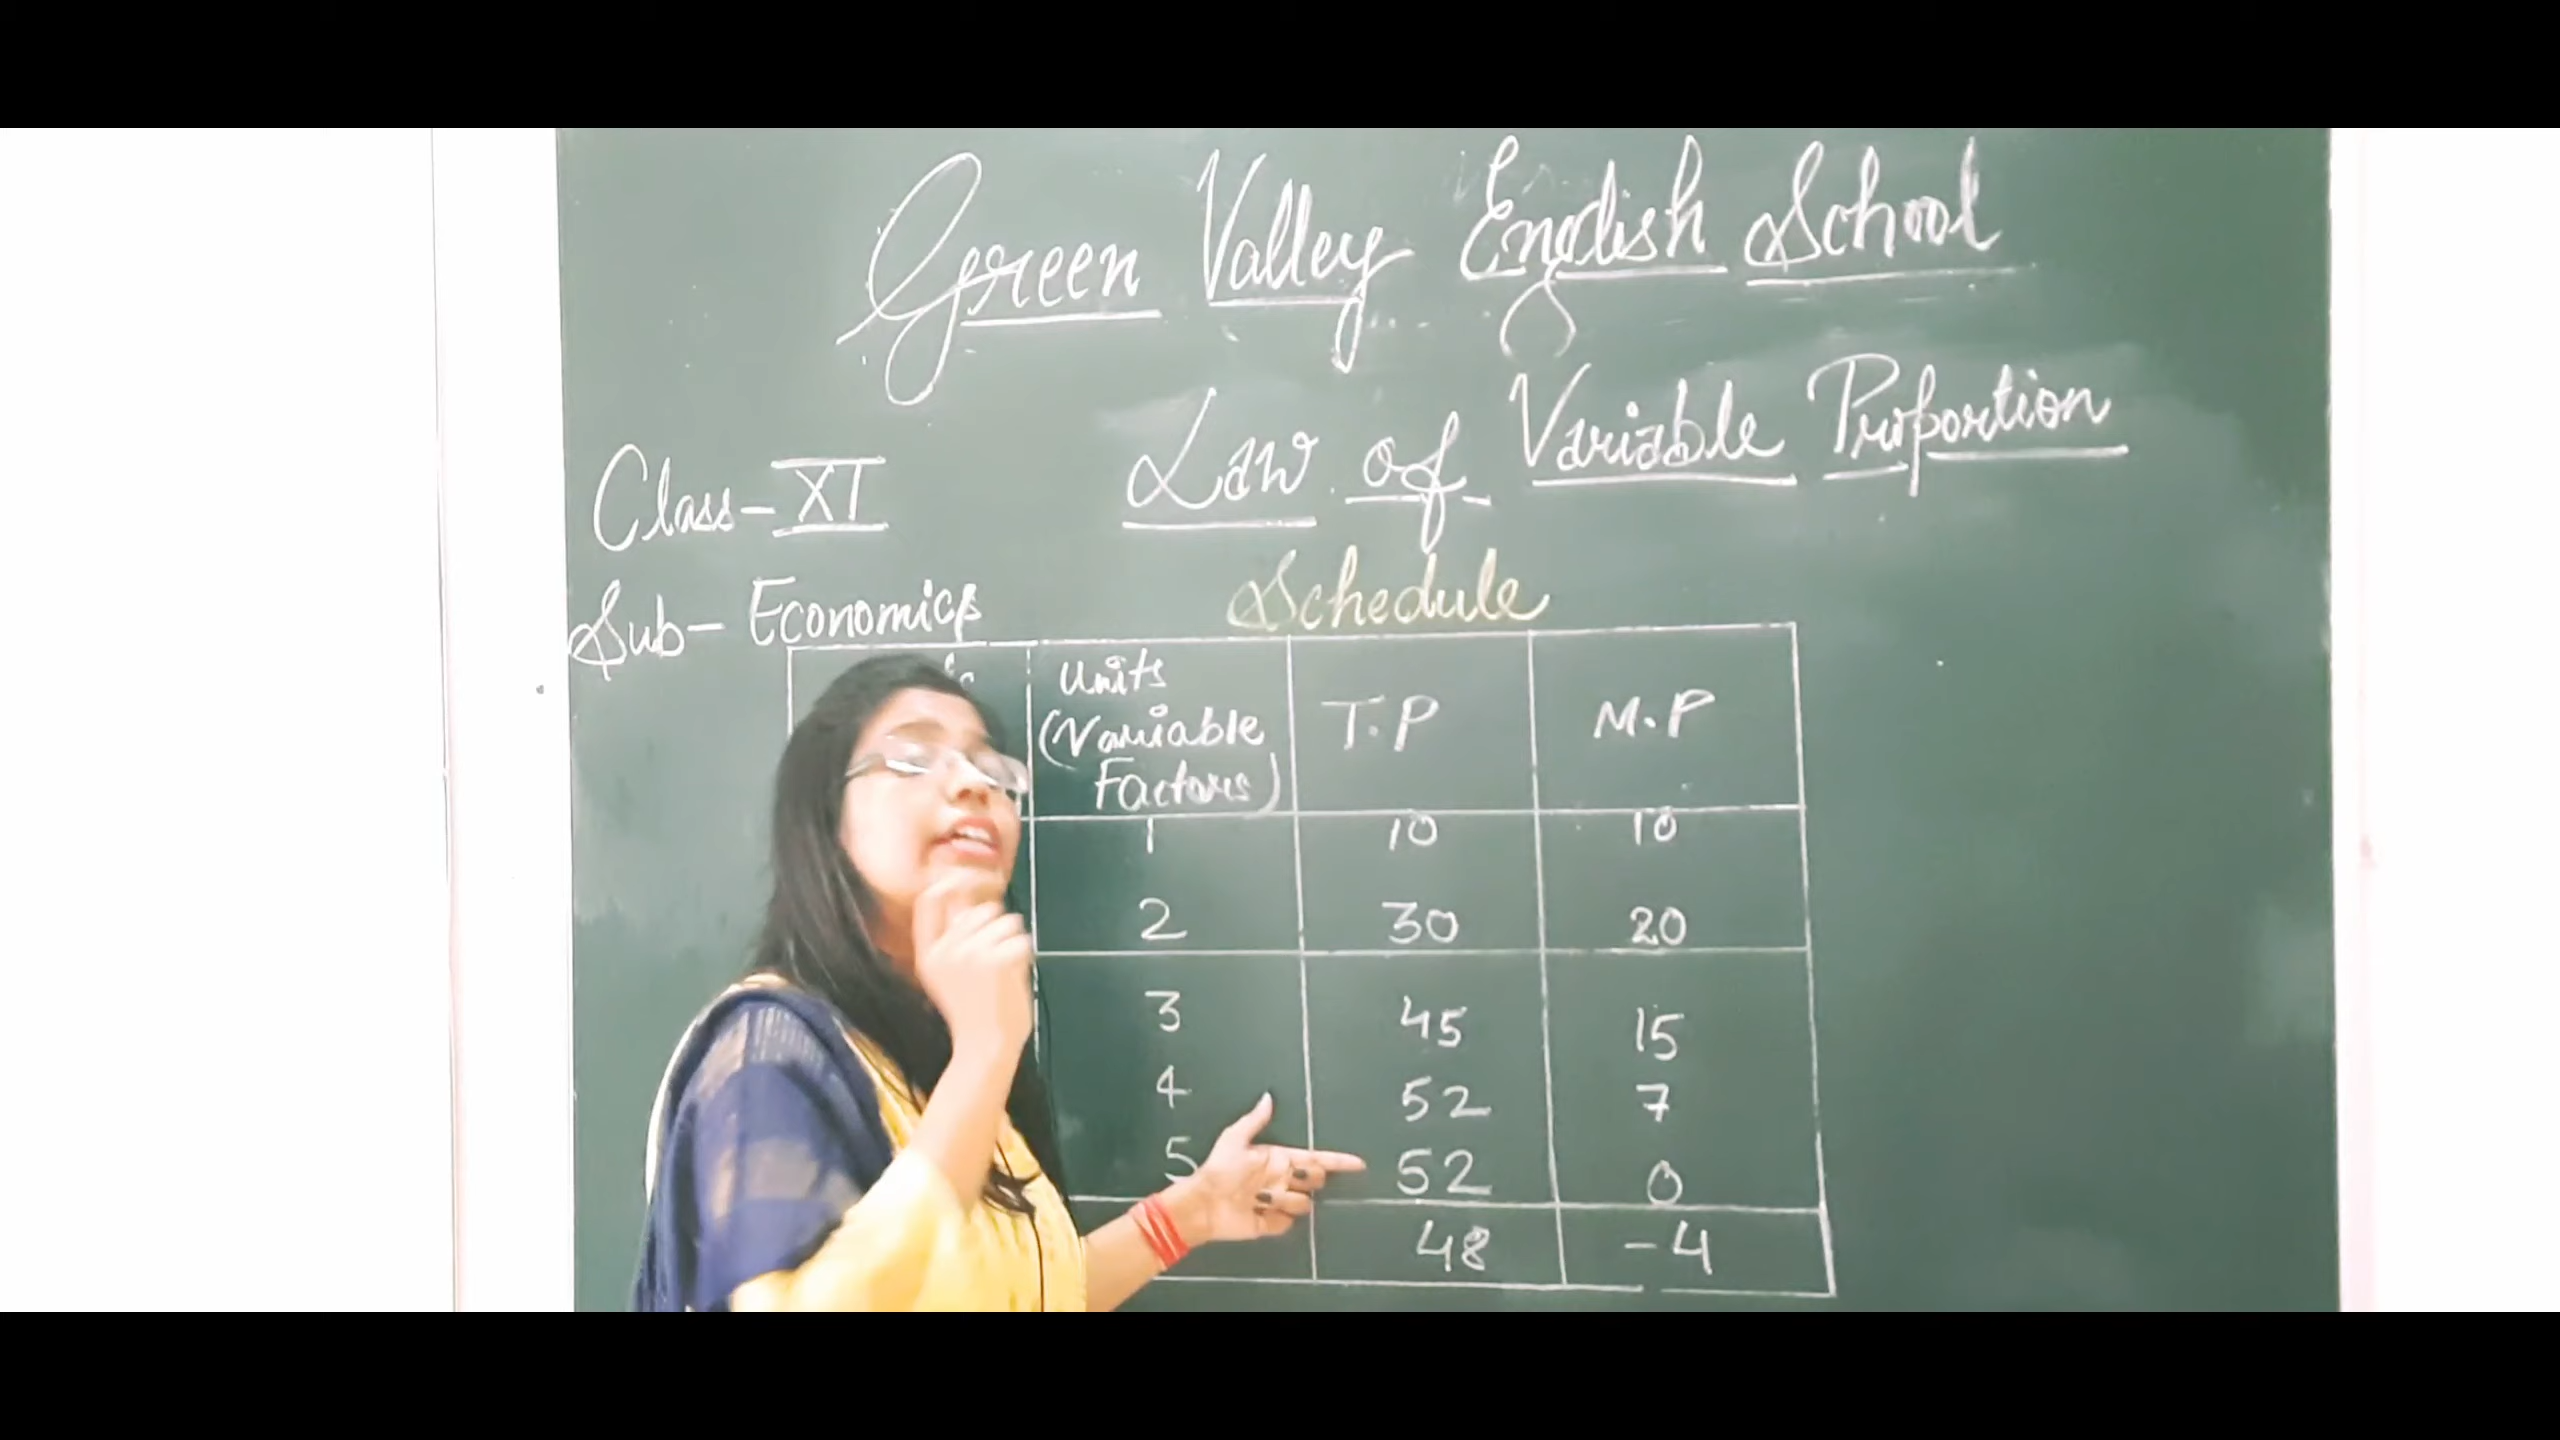 Green Valley English School
Law of Variable Proportion
Class-XI
Schedule
Sub- Economics
Units
(Variable
Factors)
T.P
M.P
1 10 10
2 30 20
3 45 15
4 52 7
5 52 0
48 -4